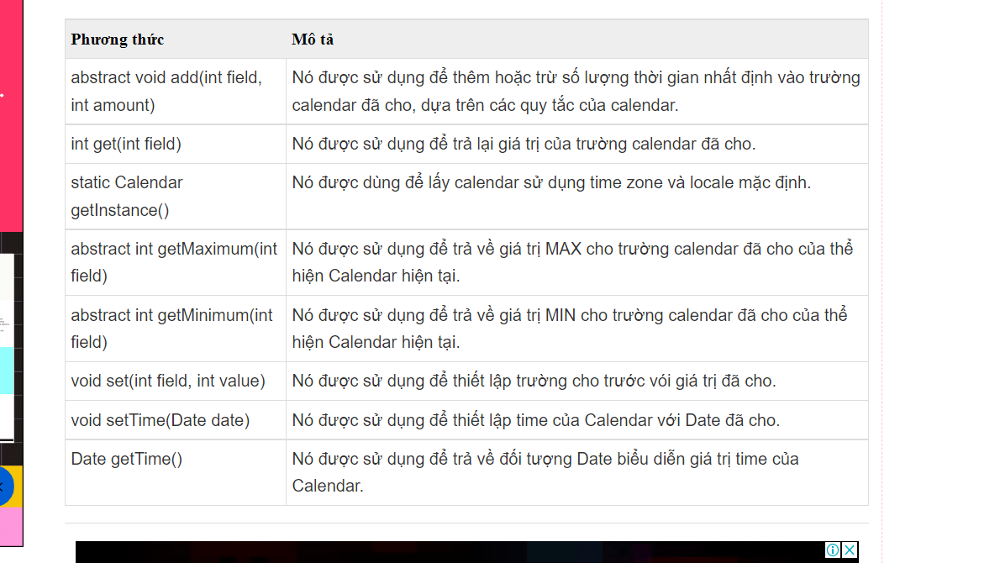 Phương thức
Mô tả
abstract void add(int field,
int amount)
Nó được sử dụng để thêm hoặc trừ số lượng thời gian nhất định vào trường
calendar đã cho, dựa trên các quy tắc của calendar.
int get(int field)
Nó được sử dụng để trả lại giá trị của trường calendar đã cho.
static Calendar
getInstance()
Nó được dùng để lấy calendar sử dụng time zone và locale mặc định.
abstract int getMaximum(int
field)
Nó được sử dụng để trả về giá trị MAX cho trường calendar đã cho của thể
hiện Calendar hiện tại.
abstract int getMinimum(int
field)
Nó được sử dụng để trả về giá trị MIN cho trường calendar đã cho của thể
hiện Calendar hiện tại.
void set(int field, int value)
Nó được sử dụng để thiết lập trường cho trước vói giá trị đã cho.
void setTime(Date date)
Nó được sử dụng để thiết lập time của Calendar với Date đã cho.
Date getTime()
Nó được sử dụng để trả về đối tượng Date biểu diễn giá trị time của
Calendar.